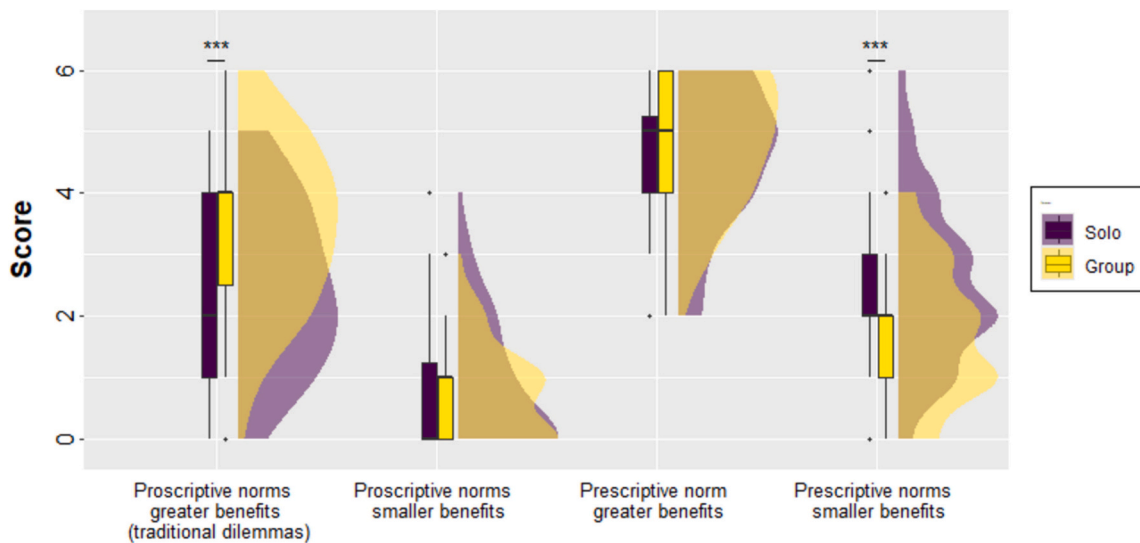 ***
***
6
4
2
0
Score
Proscriptive norms
greater benefits
(traditional dilemmas)
Proscriptive norms
smaller benefits
Prescriptive norm
greater benefits
Prescriptive norms
smaller benefits
_
Solo
Group